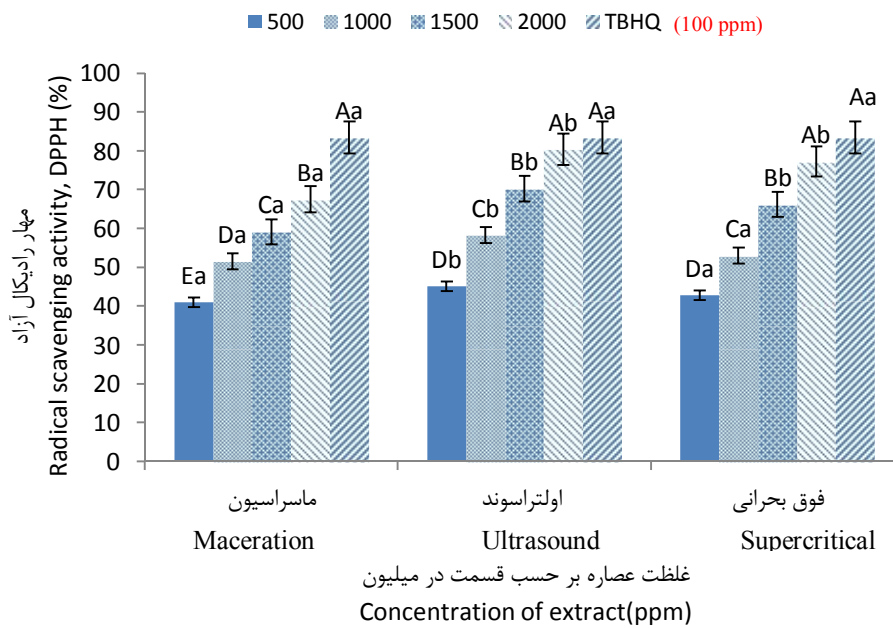 500 1000 1500 2000 TBHQ (100 ppm)
مهار رادیکال آزاد
Radical scavenging activity, DPPH (%)
100
90
80
70
60
50
40
30
20
10
0
Ea Da Ca Ba Aa
Db Cb Bb Ab Aa
Da Ca Bb Ab Aa
ماسراسیون اولتراسوند فوق بحرانی
Maceration Ultrasound Supercritical
غلظت عصاره بر حسب قسمت در میلیون
Concentration of extract(ppm)